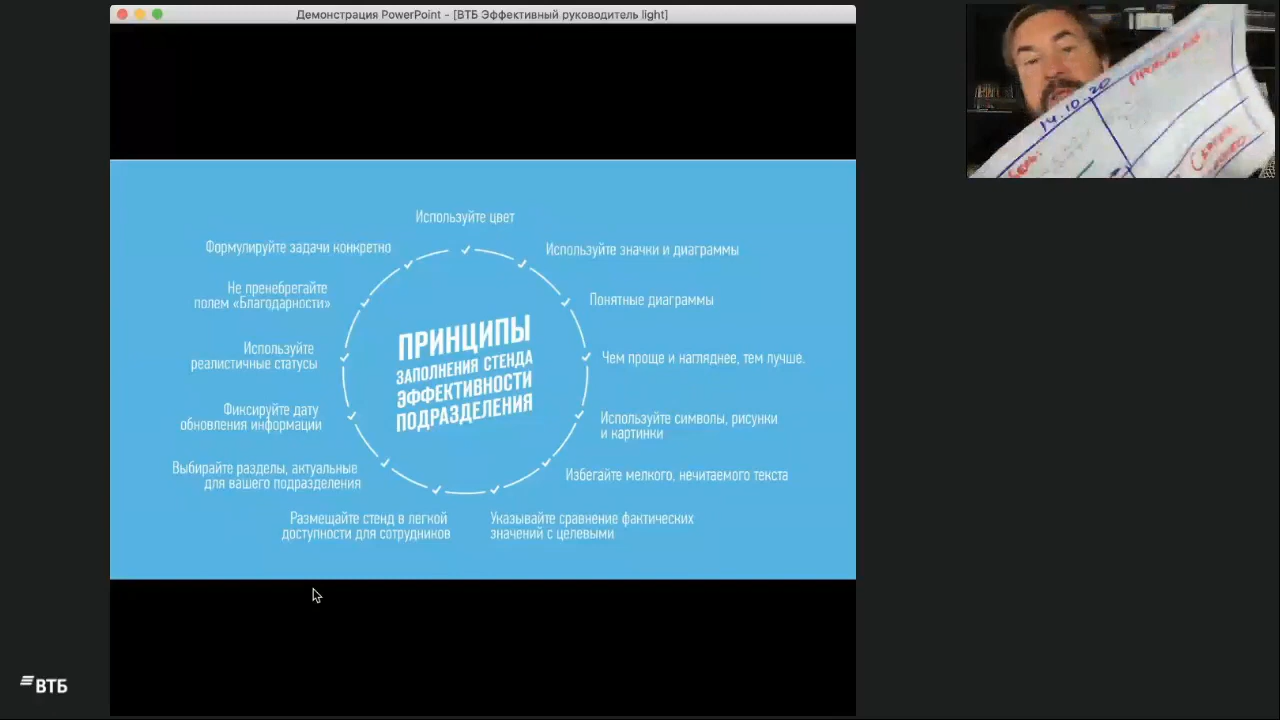 Демонстрация PowerPoint - [ВТБ Эффективный руководитель light]
Используйте цвет
Формулируйте задачи конкретно
Используйте значки и диаграммы
Не пренебрегайте
полем «Благодарности»
Понятные диаграммы
ПРИНЦИПЫ
ЗАПОЛНЕНИЯ СТЕНДА
ЭФФЕКТИВНОСТИ
ПОДРАЗДЕЛЕНИЯ
Используйте
реалистичные статусы
Чем проще и нагляднее, тем лучше.
Фиксируйте дату
обновления информации
Используйте символы, рисунки
и картинки
Выбирайте разделы, актуальные
для вашего подразделения
Избегайте мелкого, нечитаемого текста
Размещайте стенд в легкой
доступности для сотрудников
Указывайте сравнение фактических
значений с целевыми
14.10.20
ВТБ